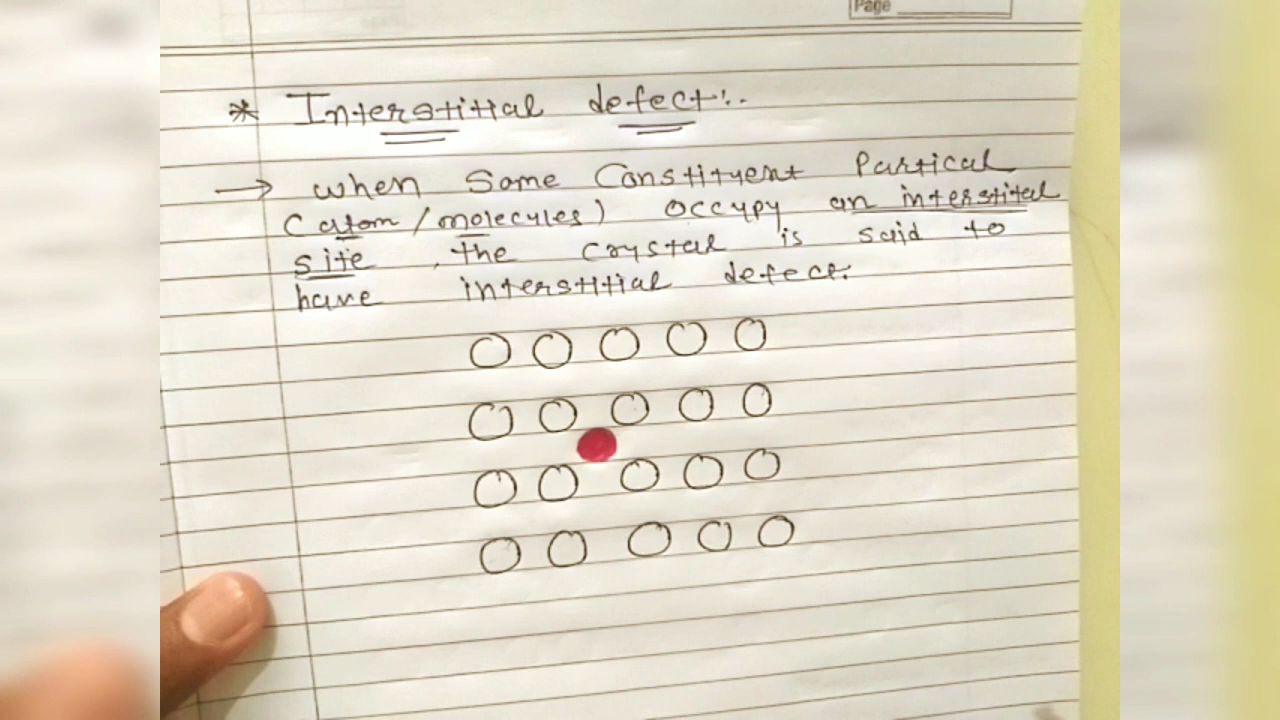 Page
* Interstitial defect:.
→ when Some Constituent Partical
(atom/molecules) occupy an interstital
site, the crystal is said to
have interstitial defect.